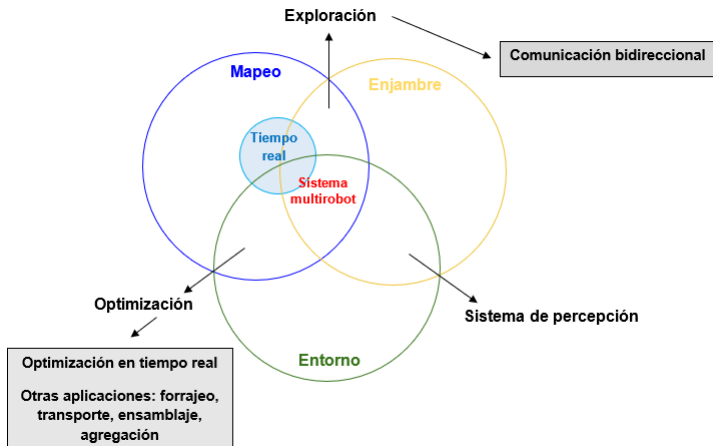 Exploración
Comunicación bidireccional
Mapeo
Enjambre
Tiempo
real
Sistema
multirobot
Optimización
Sistema de percepción
Entorno
Optimización en tiempo real
Otras aplicaciones: forrajeo,
transporte, ensamblaje,
agregación